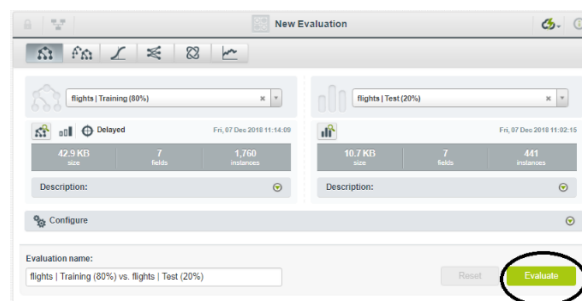 New Evaluation
flights | Training (80%)
flights | Test (20%)
Delayed
Fri, 07 Dec 2018 11:14:09
Fri, 07 Dec 2018 11:02:15
42.9 KB
7
1,760
10.7 KB
7
441
size
fields
instances
size
fields
instances
Description:
Description:
Configure
Evaluation name:
flights | Training (80%) vs. flights | Test (20%)
Reset
Evaluate